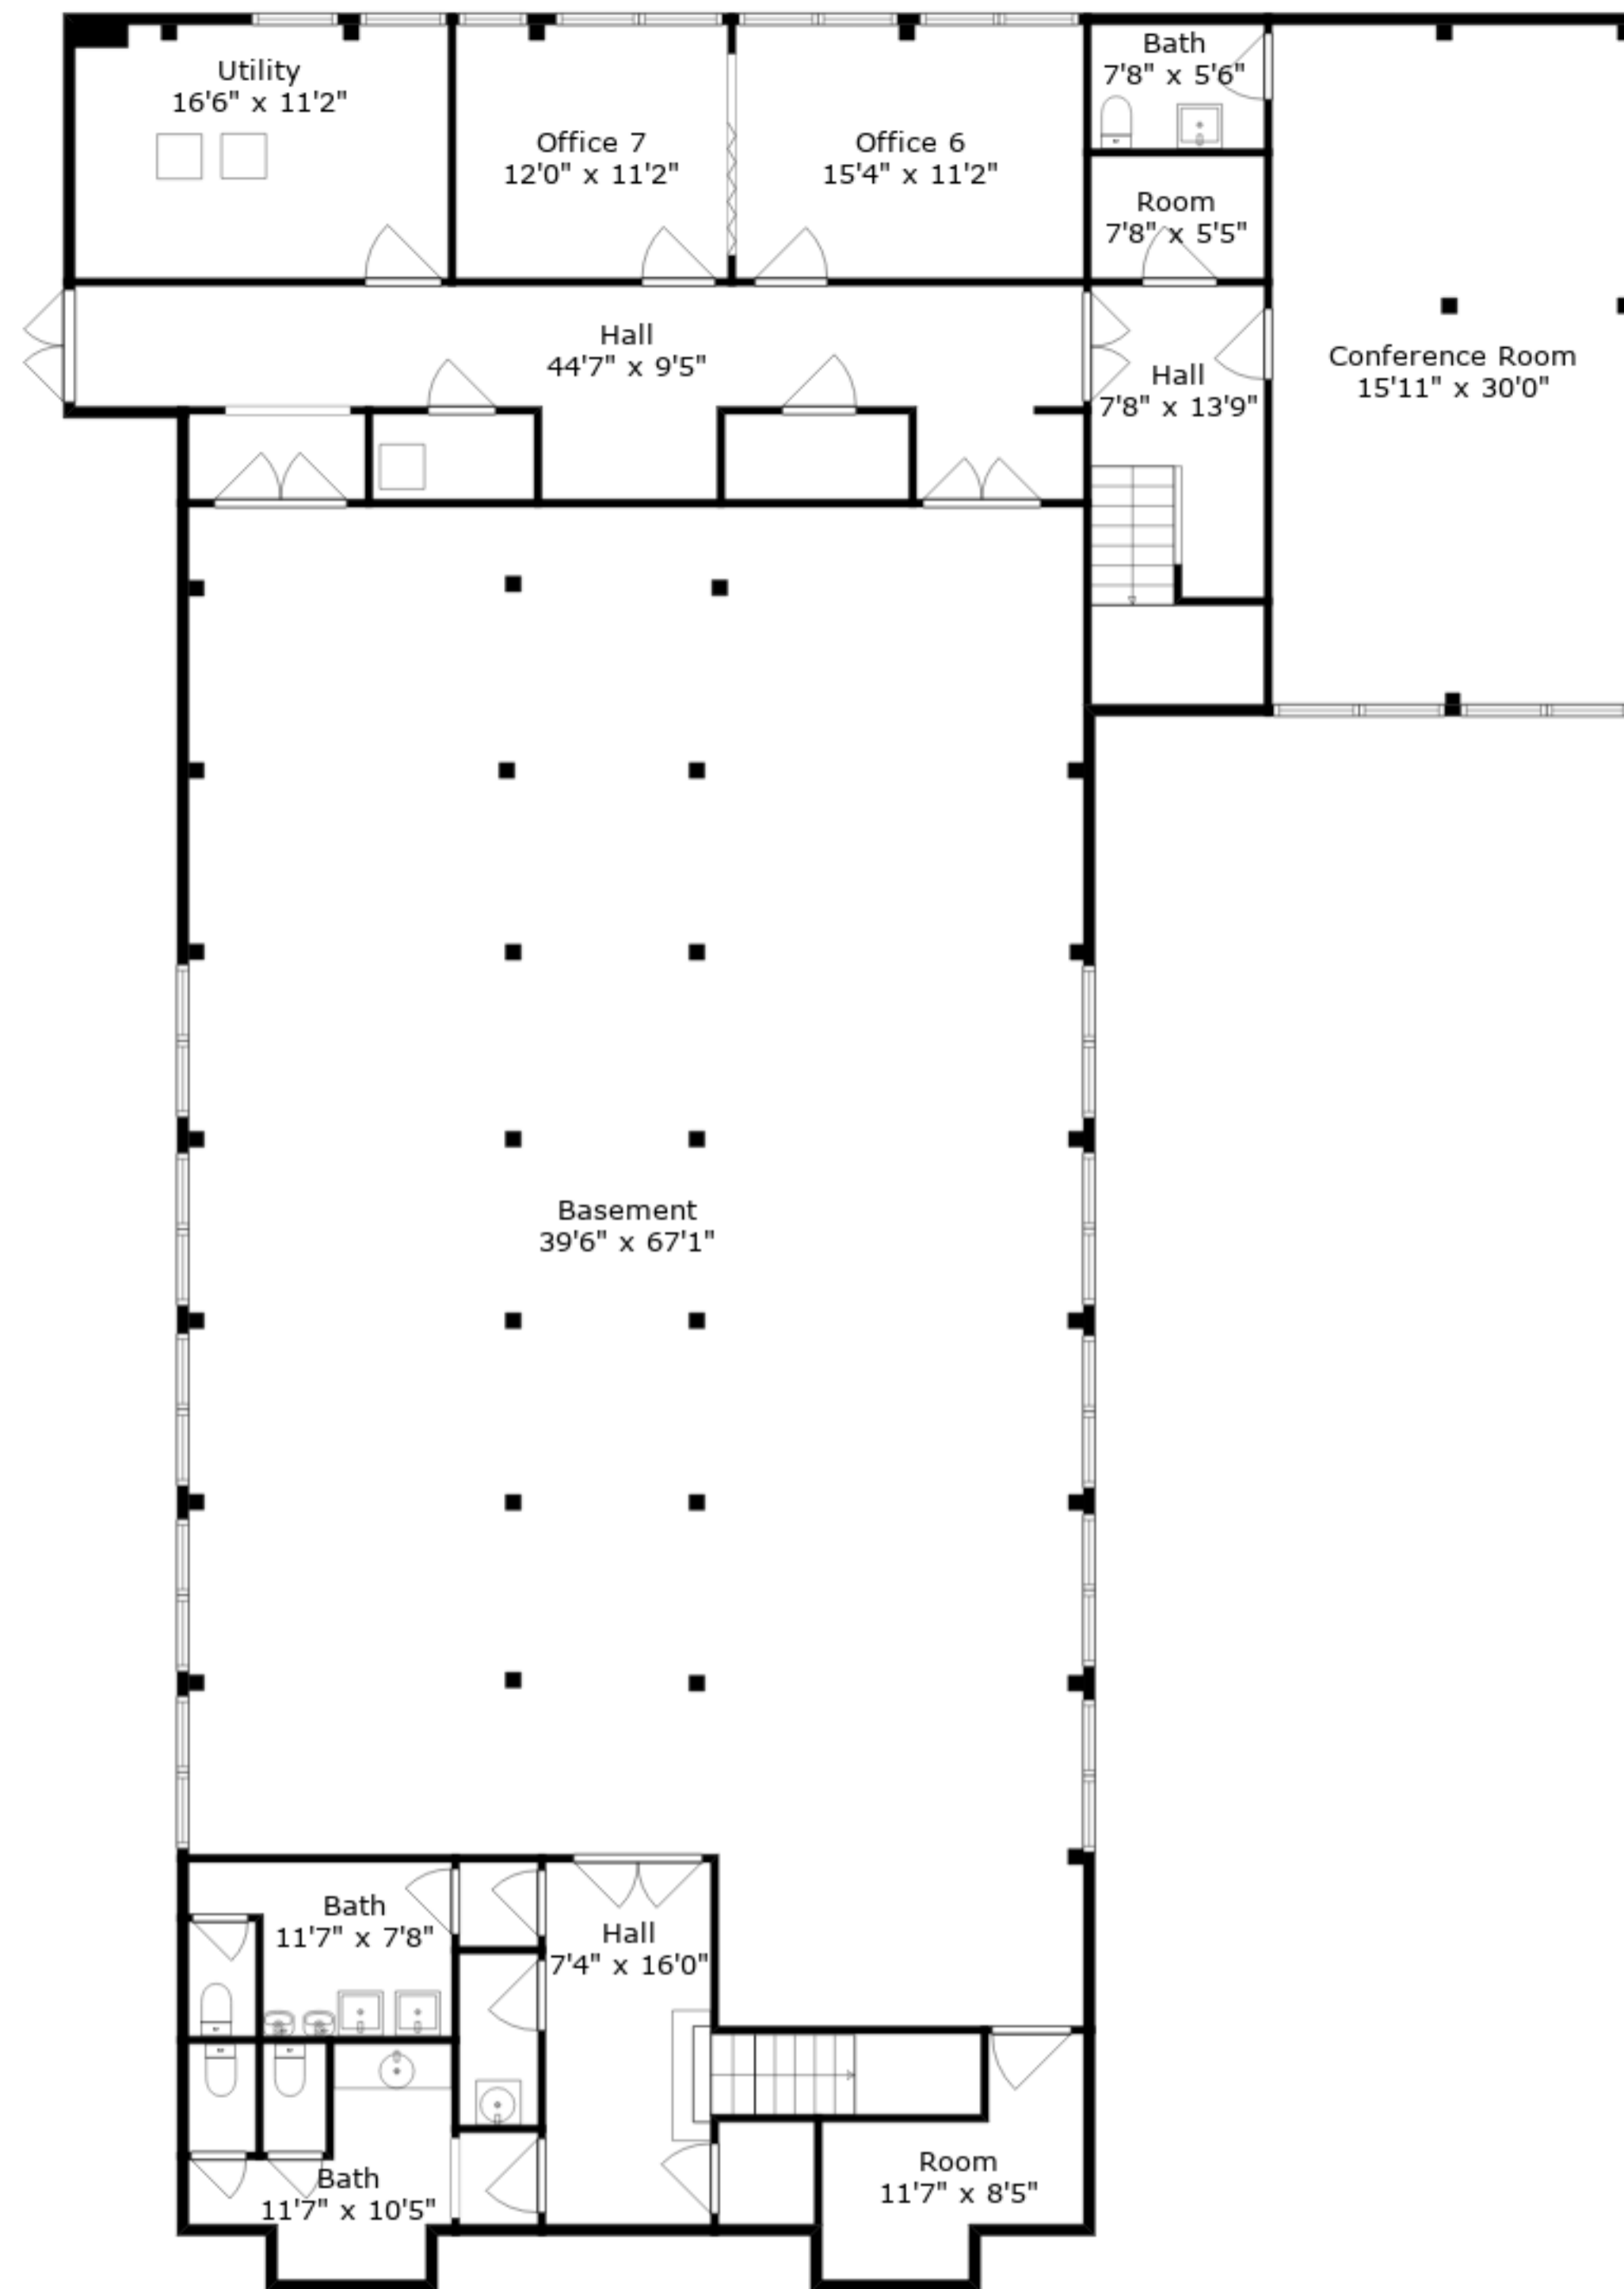 Utility
16'6" x 11'2"
Office 7
12'0" x 11'2"
Office 6
15'4" x 11'2"
Bath
7'8" x 5'6"
Room
7'8" x 5'5"
Hall
44'7" x 9'5"
Hall
7'8" x 13'9"
Conference Room
15'11" x 30'0"
Basement
39'6" x 67'1"
Bath
11'7" x 7'8"
Hall
7'4" x 16'0"
Bath
11'7" x 10'5"
Room
11'7" x 8'5"